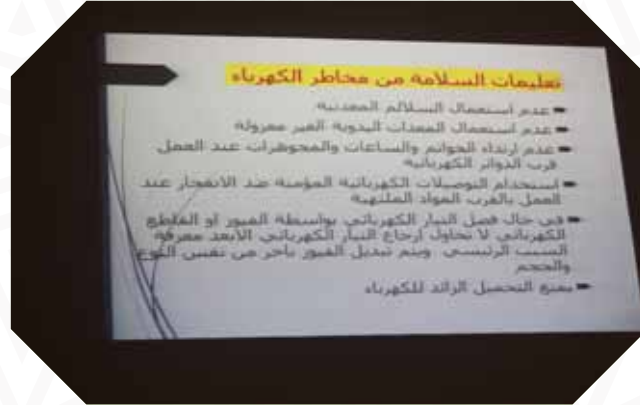 تعليمات السلامة من مخاطر الكهرباء
عدم استعمال السلالم المعدنية
عدم استعمال المعدات اليدوية الغير معزولة
عدم ارتداء الخواتم والساعات والمجوهرات عند العمل
قرب الدوائر الكهربائية
استخدام التوصيلات الكهربائية المؤمنة ضد الانفجار عند
العمل بالقرب المواد الملتهبة
في حال فصل التيار الكهربائي بواسطة الفيوز او القاطع
الكهربائي لا تحاول ارجاع التيار الكهربائي الابعد معرفة
السبب الرئيسي ويتم تبديل الفيوز باخر من نفس النوع
والحجم
يمنع التحميل الزائد للكهرباء